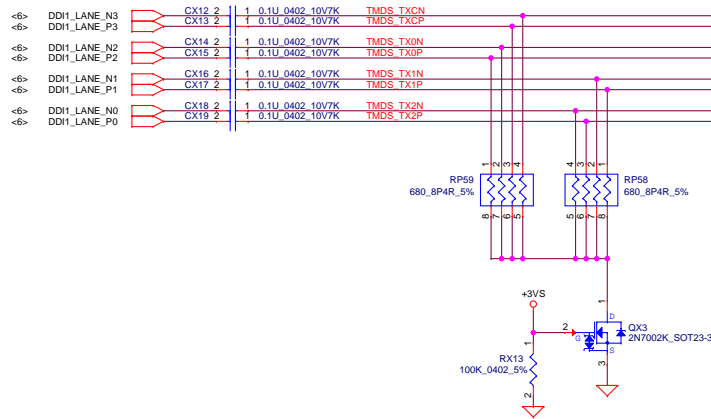 <6> DDI1_LANE_N3 CX12 2 1 0.1U_0402_10V7K TMDS_TXCN
<6> DDI1_LANE_P3 CX13 2 1 0.1U_0402_10V7K TMDS_TXCP
<6> DDI1_LANE_N2 CX14 2 1 0.1U_0402_10V7K TMDS_TX0N
<6> DDI1_LANE_P2 CX15 2 1 0.1U_0402_10V7K TMDS_TX0P
<6> DDI1_LANE_N1 CX16 2 1 0.1U_0402_10V7K TMDS_TX1N
<6> DDI1_LANE_P1 CX17 2 1 0.1U_0402_10V7K TMDS_TX1P
<6> DDI1_LANE_N0 CX18 2 1 0.1U_0402_10V7K TMDS_TX2N
<6> DDI1_LANE_P0 CX19 2 1 0.1U_0402_10V7K TMDS_TX2P
1 2 3 4 4 3 2 1
RP59 RP58
680_8P4R_5% 680_8P4R_5%
8 7 6 5 5 6 7 8
+3VS
1
D
2 G
QX3
2N7002K_SOT23-3
S
3
1
RX13
100K_0402_5%
2